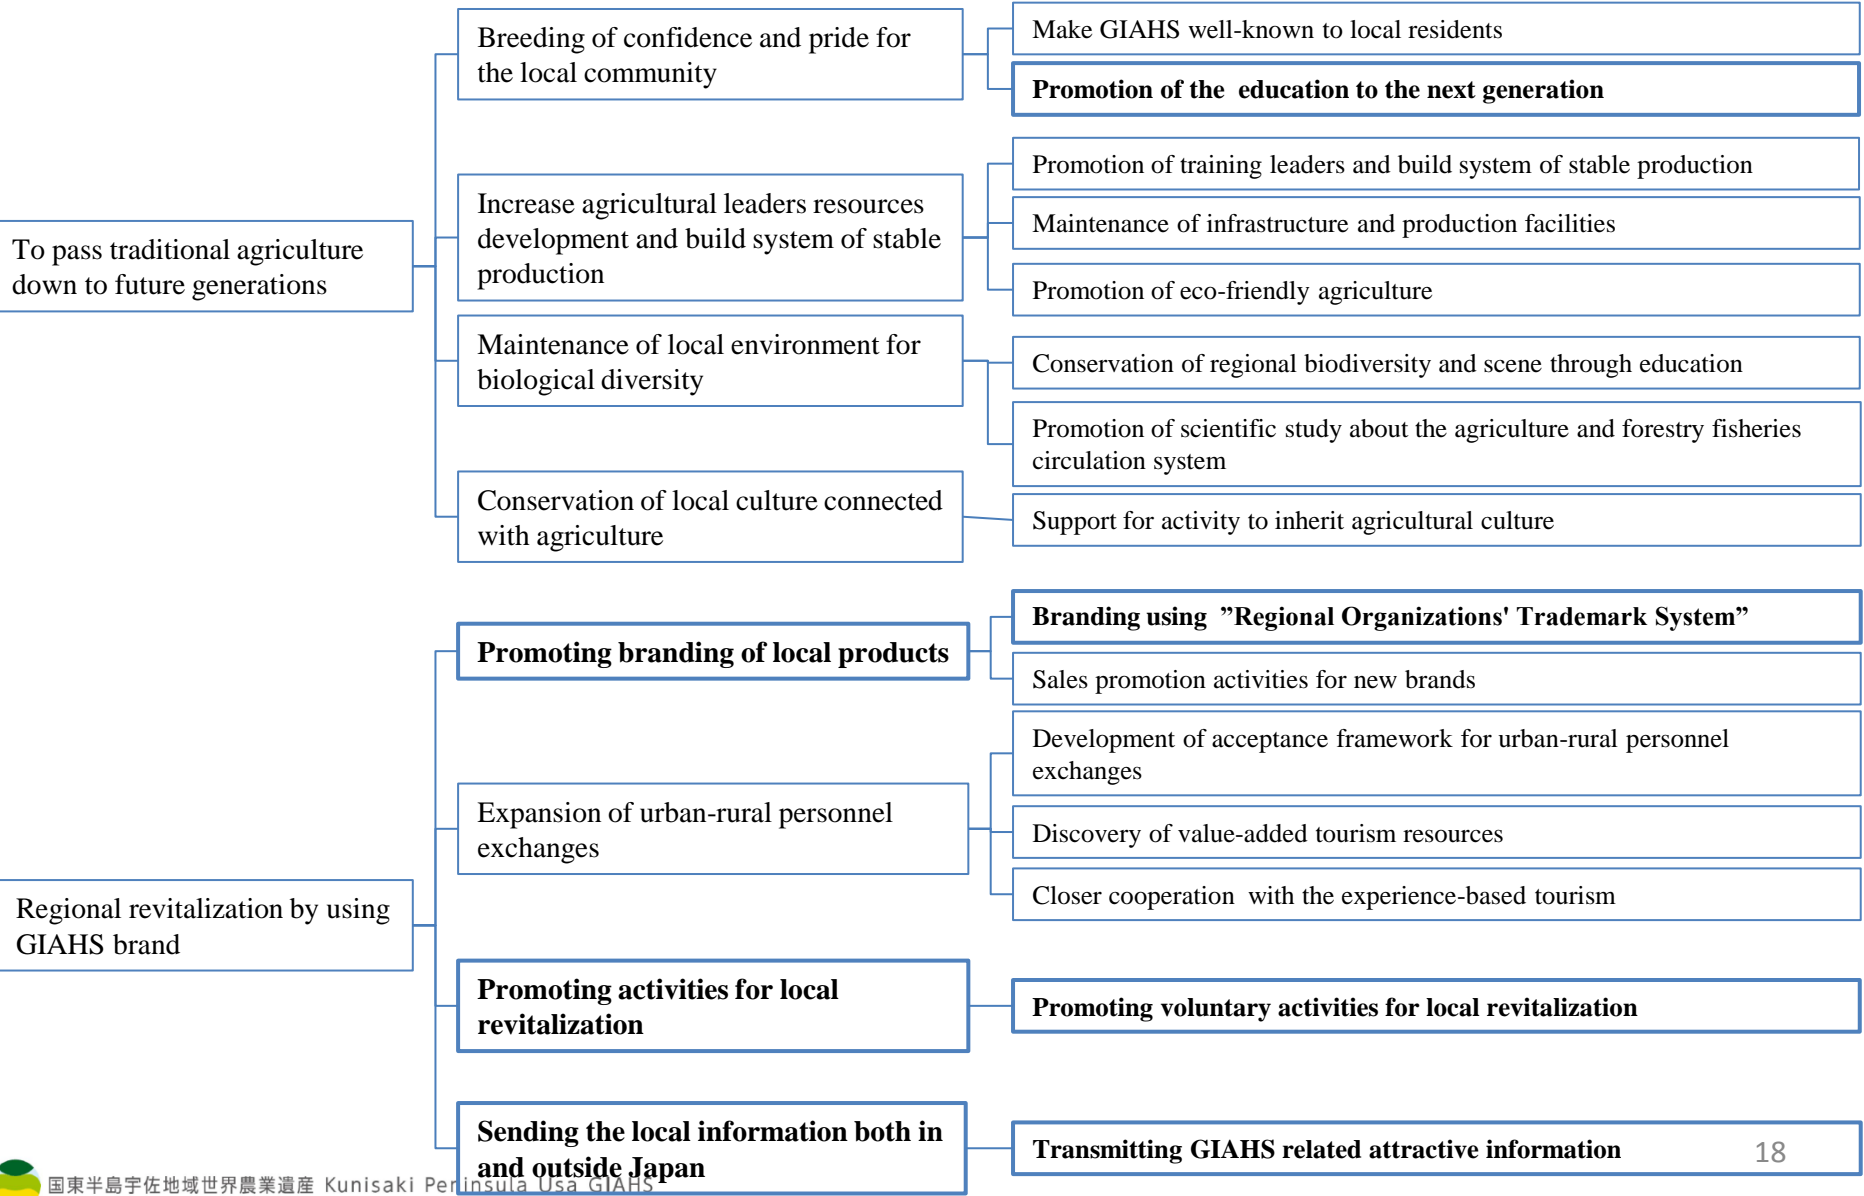 To pass traditional agriculture
down to future generations
Breeding of confidence and pride for
the local community
Make GIAHS well-known to local residents
Promotion of the education to the next generation
Increase agricultural leaders resources
development and build system of stable
production
Promotion of training leaders and build system of stable production
Maintenance of infrastructure and production facilities
Promotion of eco-friendly agriculture
Maintenance of local environment for
biological diversity
Conservation of regional biodiversity and scene through education
Promotion of scientific study about the agriculture and forestry fisheries
circulation system
Conservation of local culture connected
with agriculture
Support for activity to inherit agricultural culture
Regional revitalization by using
GIAHS brand
Promoting branding of local products
Branding using ”Regional Organizations' Trademark System”
Sales promotion activities for new brands
Expansion of urban-rural personnel
exchanges
Development of acceptance framework for urban-rural personnel
exchanges
Discovery of value-added tourism resources
Closer cooperation with the experience-based tourism
Promoting activities for local
revitalization
Promoting voluntary activities for local revitalization
Sending the local information both in
and outside Japan
Transmitting GIAHS related attractive information
18
国東半島宇佐地域世界農業遺産 Kunisaki Peninsula Usa GIAHS